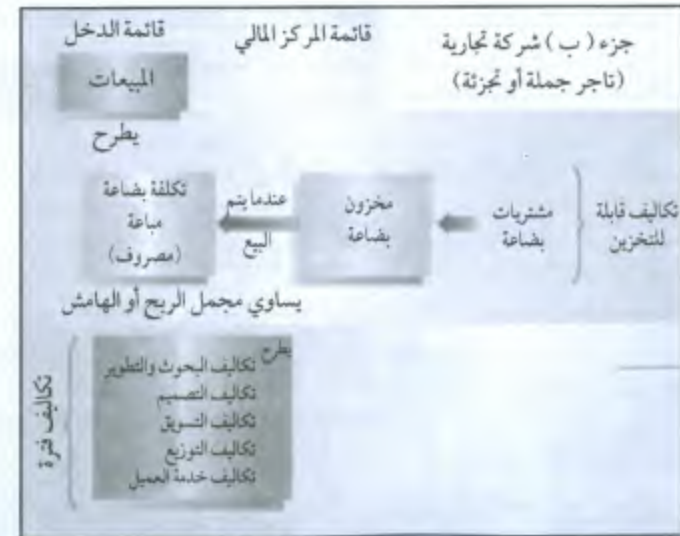 جزء (ب) شركة تجارية
(تاجر جملة أو تجزئة)
قائمة المركز المالي
قائمة الدخل
المبيعات
يطرح
تكاليف قابلة
للتخزين
مشتريات
بضاعة
مخزون
بضاعة
عندما يتم
البيع
تكلفة بضاعة
مباعة
(مصروف)
يساوي مجمل الربح أو الهامش
يطرح
تكاليف البحوث والتطوير
تكاليف التصميم
تكاليف التسويق
تكاليف التوزيع
تكاليف خدمة العميل
تكاليف فترة